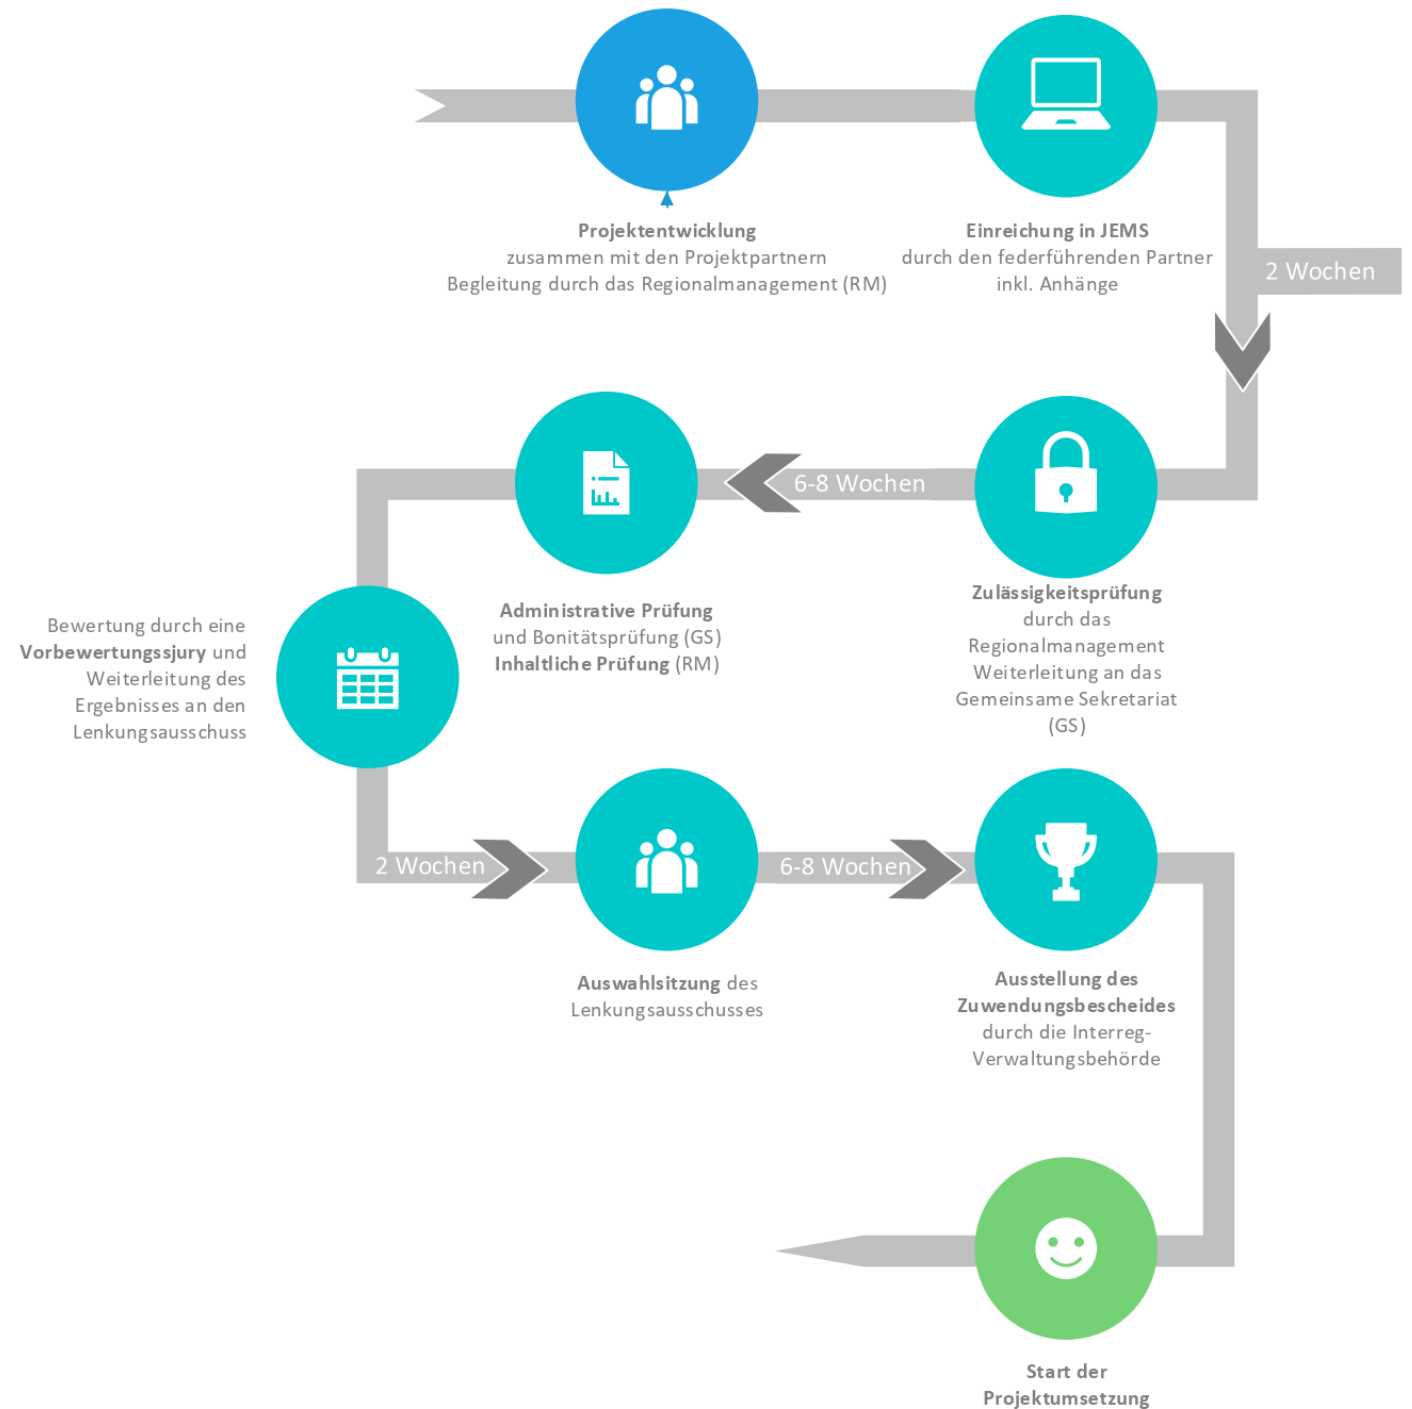 Projektentwicklung
zusammen mit den Projektpartnern
Begleitung durch das Regionalmanagement (RM)
Einreichung in JEMS
durch den federführenden Partner
inkl. Anhänge
2 Wochen
Zulässigkeitsprüfung
durch das
Regionalmanagement
Weiterleitung an das
Gemeinsame Sekretariat
(GS)
6-8 Wochen
Administrative Prüfung
und Bonitätsprüfung (GS)
Inhaltliche Prüfung (RM)
Bewertung durch eine
Vorbewertungssjury und
Weiterleitung des
Ergebnisses an den
Lenkungsausschuss
2 Wochen
Auswahlsitzung des
Lenkungsausschusses
6-8 Wochen
Ausstellung des
Zuwendungsbescheides
durch die Interreg-
Verwaltungsbehörde
Start der
Projektumsetzung